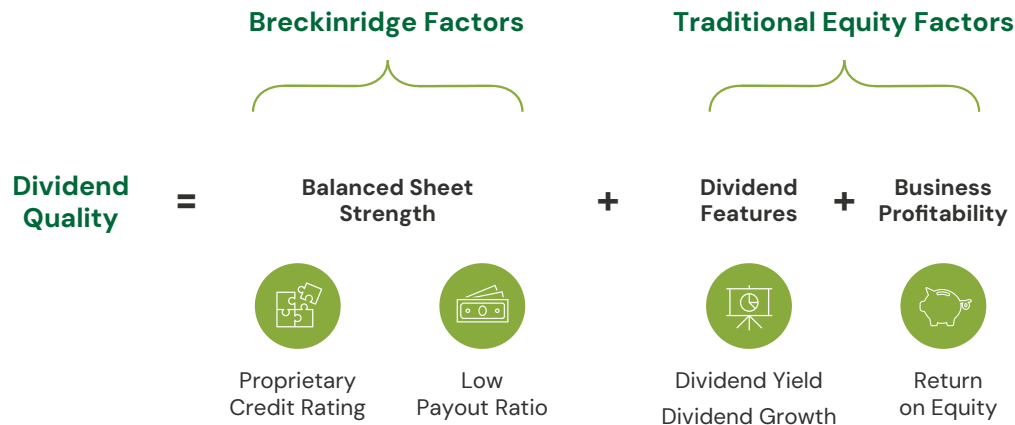 Breckinridge Factors
Traditional Equity Factors
Dividend
Quality
=
Balanced Sheet
Strength
+
Dividend
Features
+
Business
Profitability
Proprietary
Credit Rating
Low
Payout Ratio
Dividend Yield
Dividend Growth
Return
on Equity